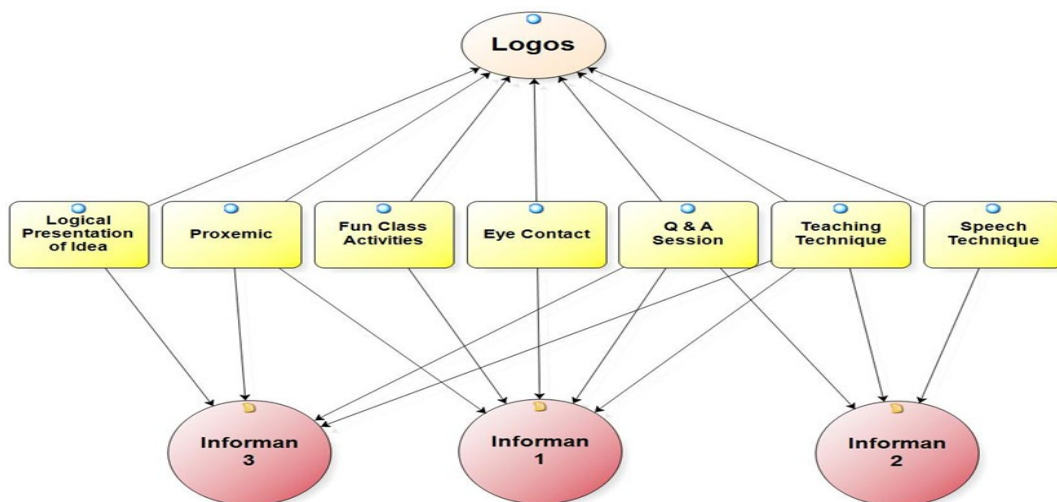 Logos
Logical
Presentation
of Idea
Proxemic
Fun Class
Activities
Eye Contact
Q & A
Session
Teaching
Technique
Speech
Technique
Informan
3
Informan
1
Informan
2